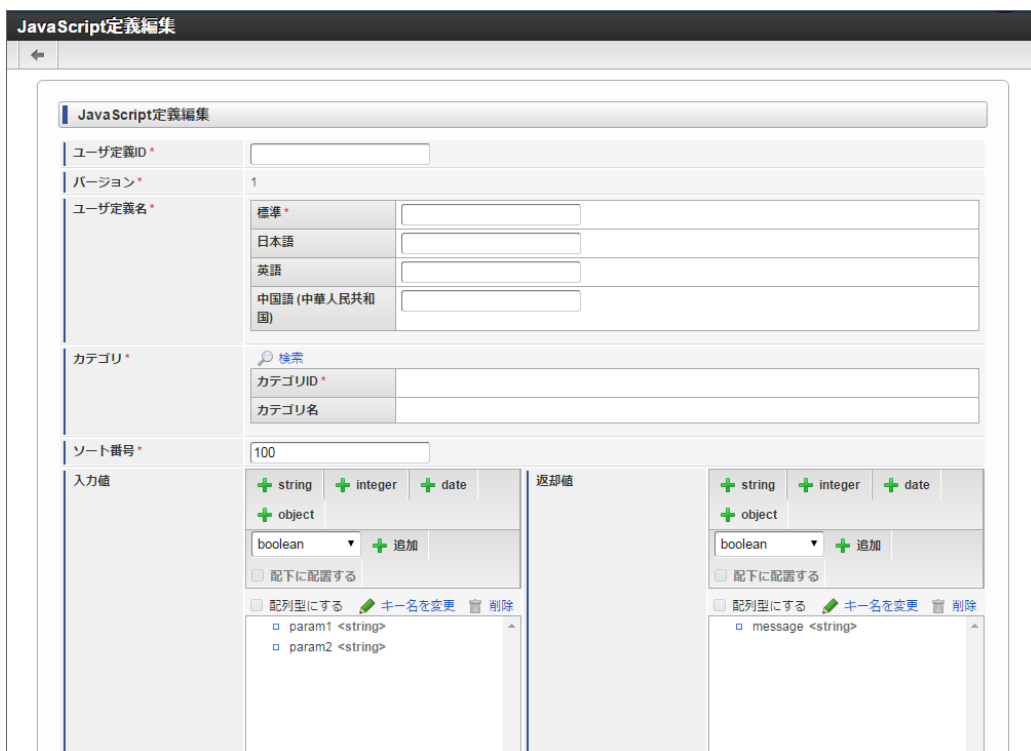 JavaScript定義編集
JavaScript定義編集
ユーザ定義ID *
バージョン * 1
ユーザ定義名 *
標準 *
日本語
英語
中国語 (中華人民共和
国)
カテゴリ *
検索
カテゴリID *
カテゴリ名
ソート番号 * 100
入力値
string integer date
object
boolean 追加
配下に配置する
配列型にする キー名を変更 削除
param1 <string>
param2 <string>
返却値
string integer date
object
boolean 追加
配下に配置する
配列型にする キー名を変更 削除
message <string>